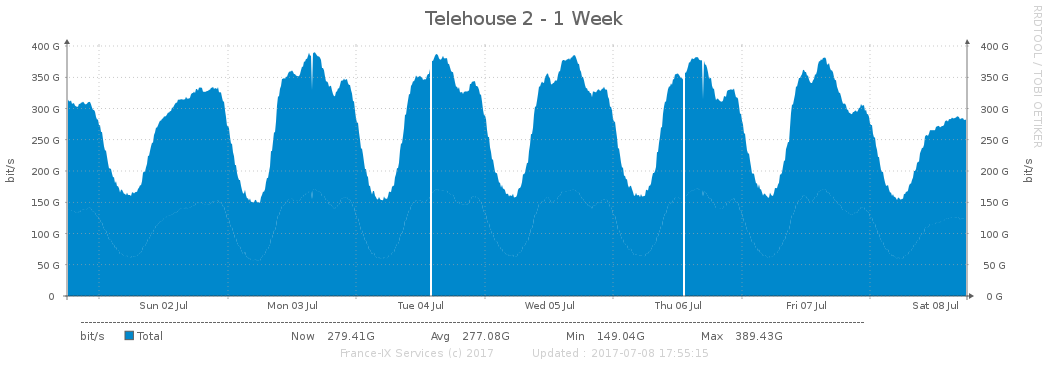 Telehouse 2 - 1 Week
RRDTOOL / TOBI OETIKER
400 G 400 G
350 G 350 G
300 G 300 G
250 G 250 G
200 G 200 G
150 G 150 G
100 G 100 G
50 G 50 G
0 0 G
bit/s bit/s
Sun 02 Jul Mon 03 Jul Tue 04 Jul Wed 05 Jul Thu 06 Jul Fri 07 Jul Sat 08 Jul
bit/s Total Now 279.41G Avg 277.08G Min 149.04G Max 389.43G
France-IX Services (c) 2017 Updated : 2017-07-08 17:55:15